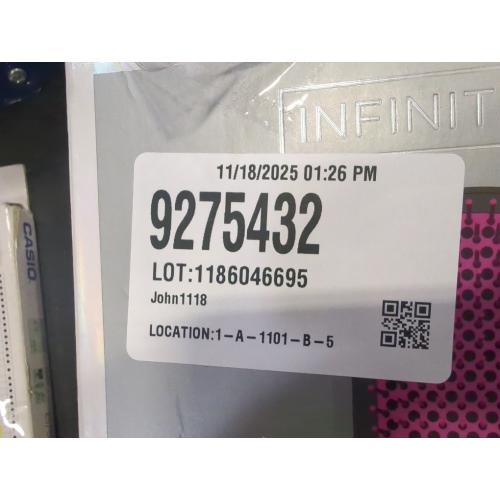 INFINIT
11/18/2025 01:26 PM
9275432
LOT:1186046695
John1118
LOCATION:1-A-1101-B-5
CASIO